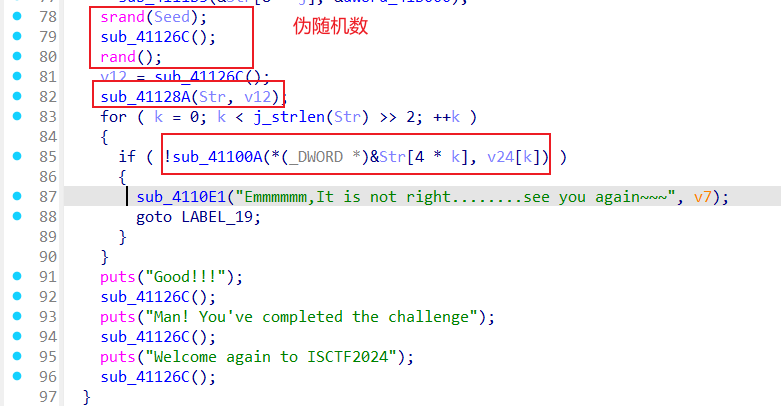 78 srand(Seed);
伪随机数
79 sub_41126C();
80 rand();
81 v12 = sub_41126C();
82 sub_41128A(Str, v12);
83 for ( k = 0; k < j_strlen(Str) >> 2; ++k )
84 {
85 if ( !sub_41100A(*(_DWORD *)&Str[4 * k], v24[k]) )
86 {
87 sub_4110E1("Emmmmmm,It is not right........see you again~~~", v7);
88 goto LABEL_19;
89 }
90 }
91 puts("Good!!!");
92 sub_41126C();
93 puts("Man! You've completed the challenge");
94 sub_41126C();
95 puts("Welcome again to ISCTF2024");
96 sub_41126C();
97 }